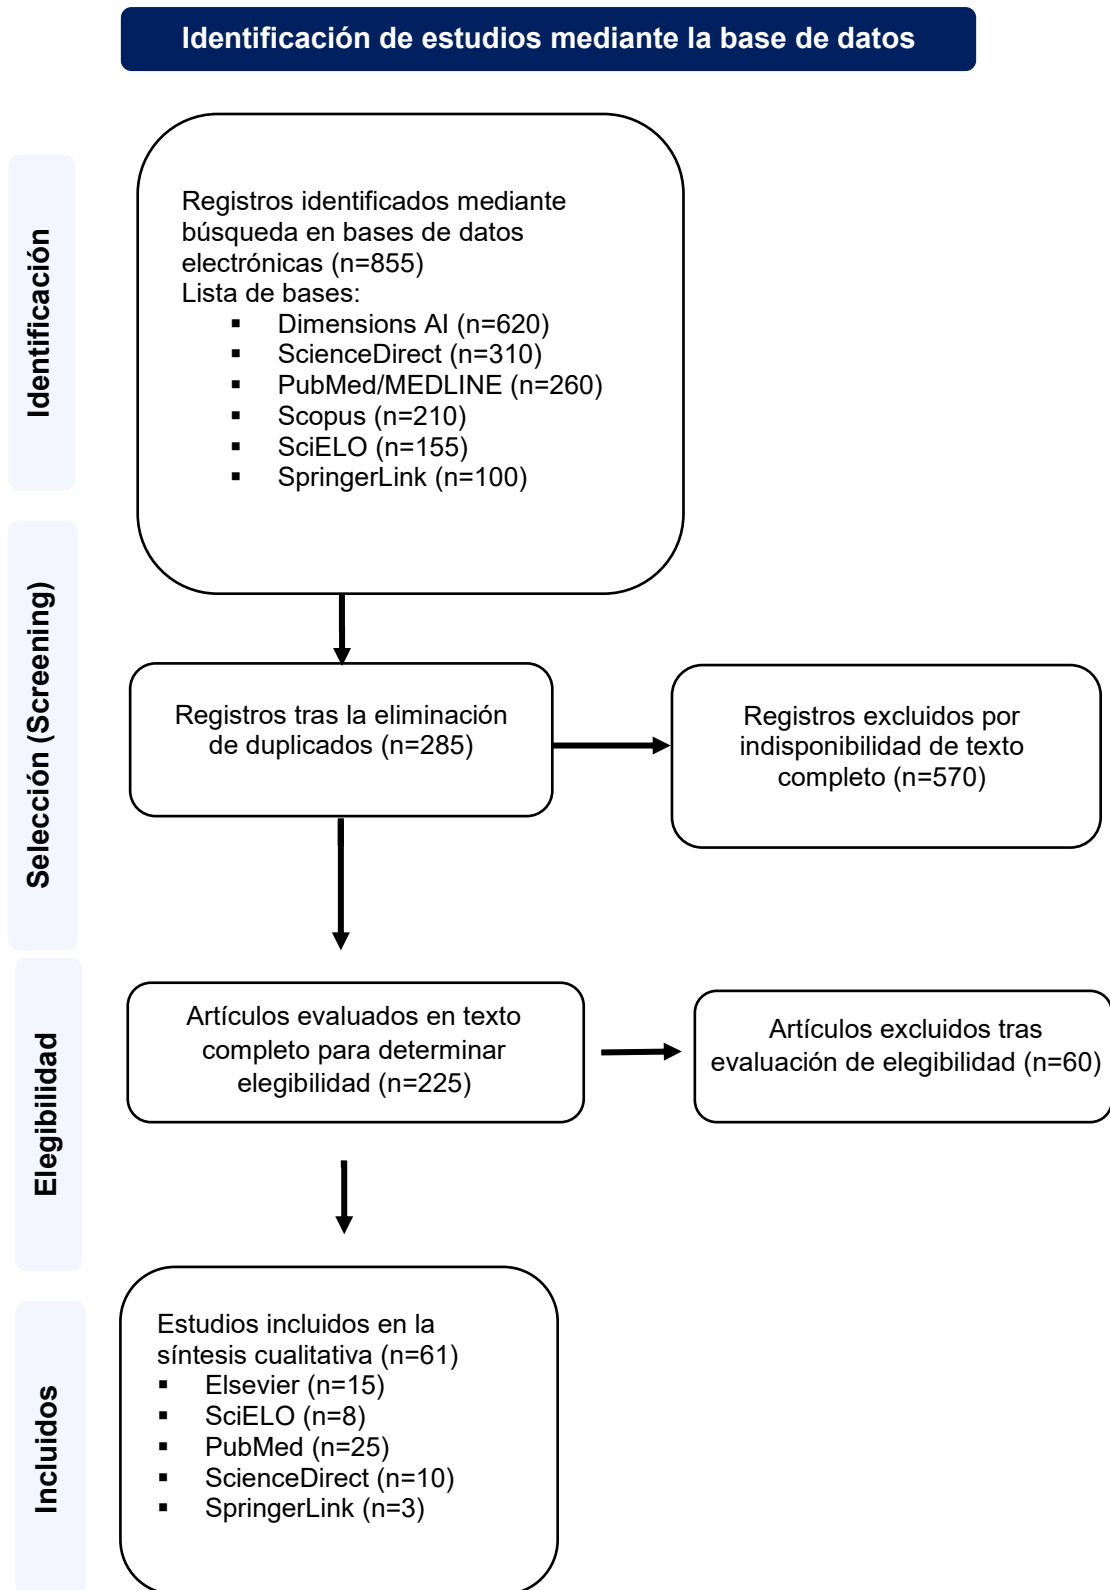 Identificación de estudios mediante la base de datos
Identificación
Registros identificados mediante
búsqueda en bases de datos
electrónicas (n=855)
Lista de bases:
▪ Dimensions AI (n=620)
▪ ScienceDirect (n=310)
▪ PubMed/MEDLINE (n=260)
▪ Scopus (n=210)
▪ SciELO (n=155)
▪ SpringerLink (n=100)
Selección (Screening)
Registros tras la eliminación
de duplicados (n=285)
Registros excluidos por
indisponibilidad de texto
completo (n=570)
Elegibilidad
Artículos evaluados en texto
completo para determinar
elegibilidad (n=225)
Artículos excluidos tras
evaluación de elegibilidad (n=60)
Incluidos
Estudios incluidos en la
síntesis cualitativa (n=61)
▪ Elsevier (n=15)
▪ SciELO (n=8)
▪ PubMed (n=25)
▪ ScienceDirect (n=10)
▪ SpringerLink (n=3)